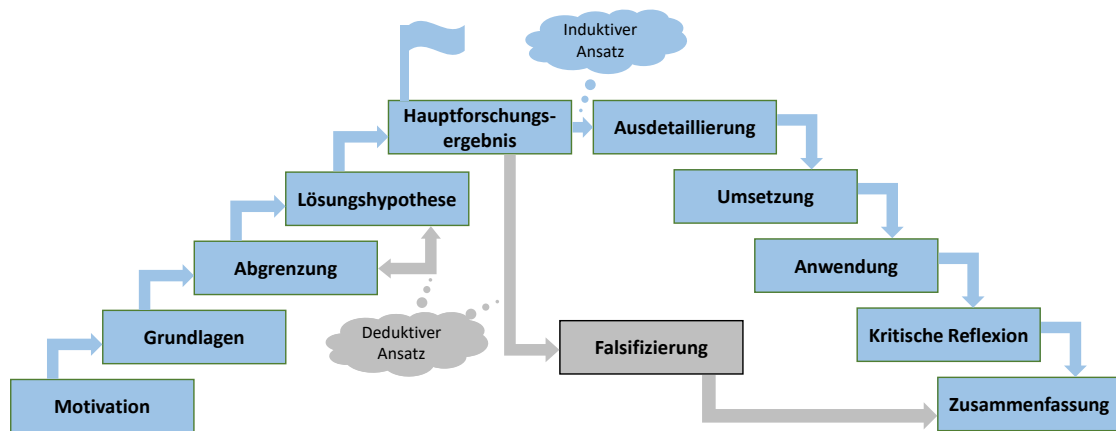 Induktiver
Ansatz
Hauptforschungs-
ergebnis
Ausdetaillierung
Lösungshypothese
Umsetzung
Abgrenzung
Anwendung
Grundlagen
Deduktiver
Ansatz
Falsifizierung
Kritische Reflexion
Motivation
Zusammenfassung